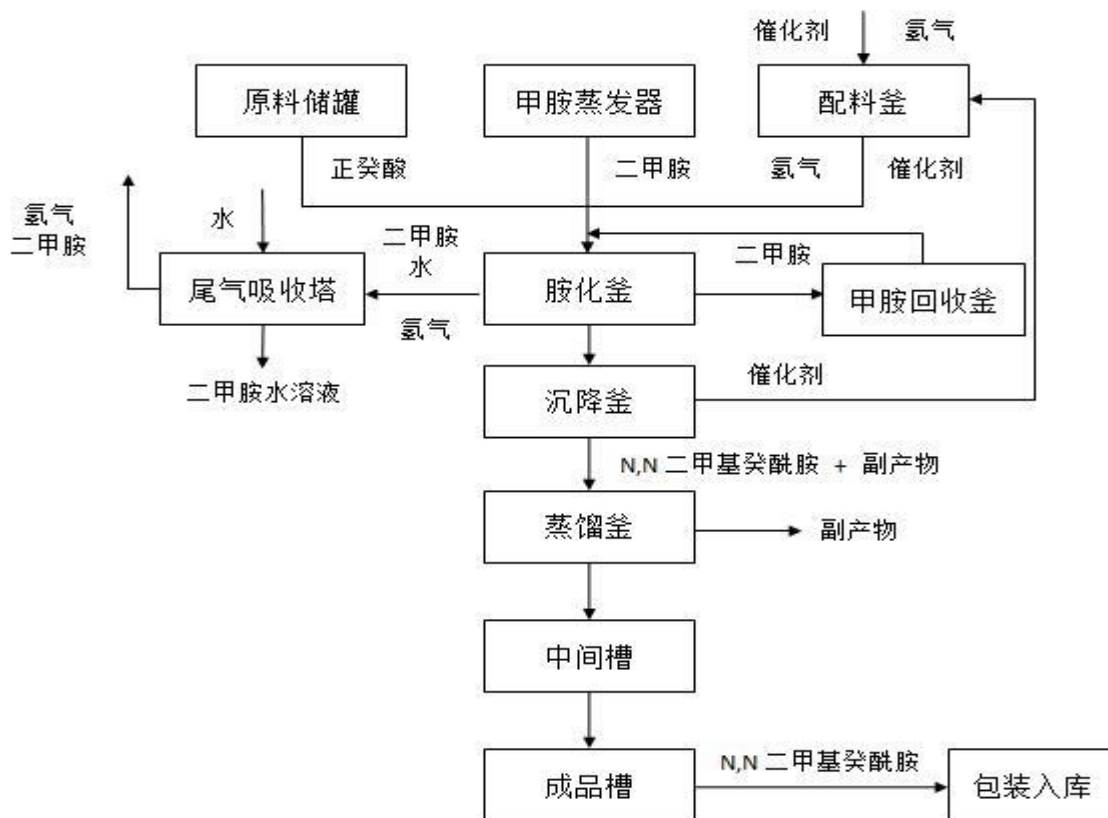 催化剂
氢气
原料储罐
甲胺蒸发器
配料釜
正癸酸
二甲胺
氢气
催化剂
氢气
二甲胺
水
二甲胺
水
二甲胺
尾气吸收塔
胺化釜
甲胺回收釜
氢气
二甲胺水溶液
沉降釜
催化剂
N,N 二甲基癸酰胺 + 副产物
蒸馏釜
副产物
中间槽
成品槽
N,N 二甲基癸酰胺
包装入库